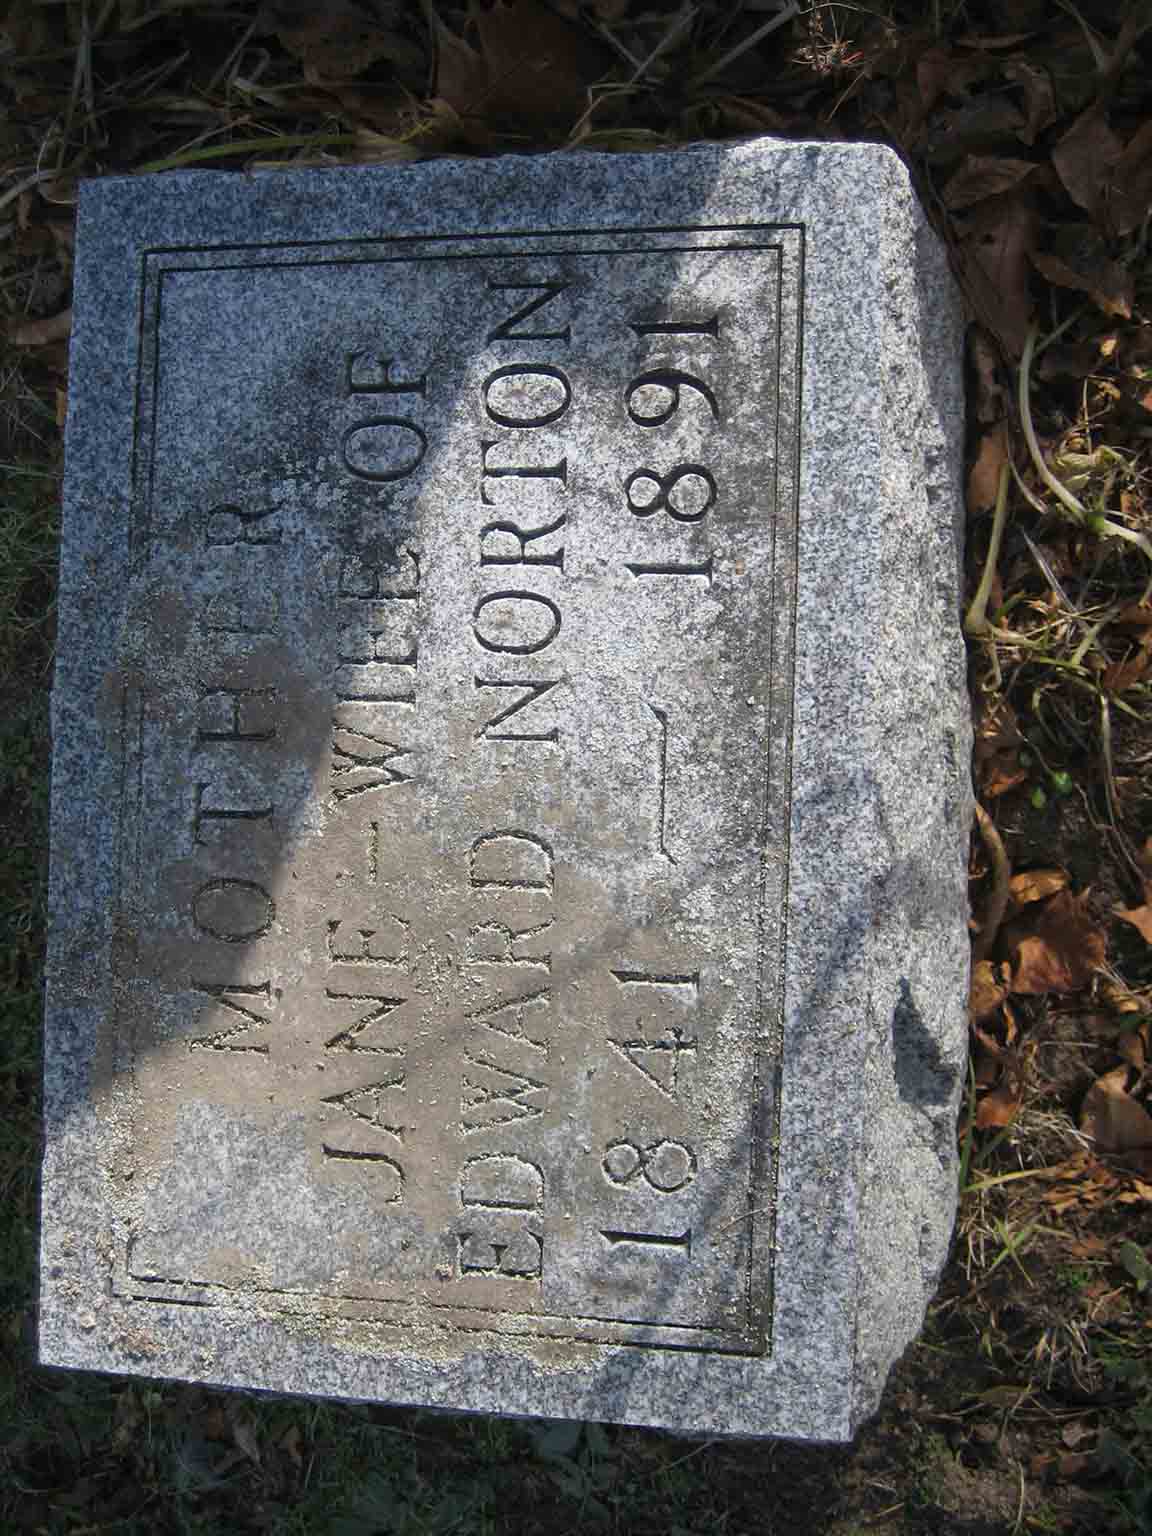 MOTHER
JANE - WIFE OF
EDWARD NORTON
1841 — 1891